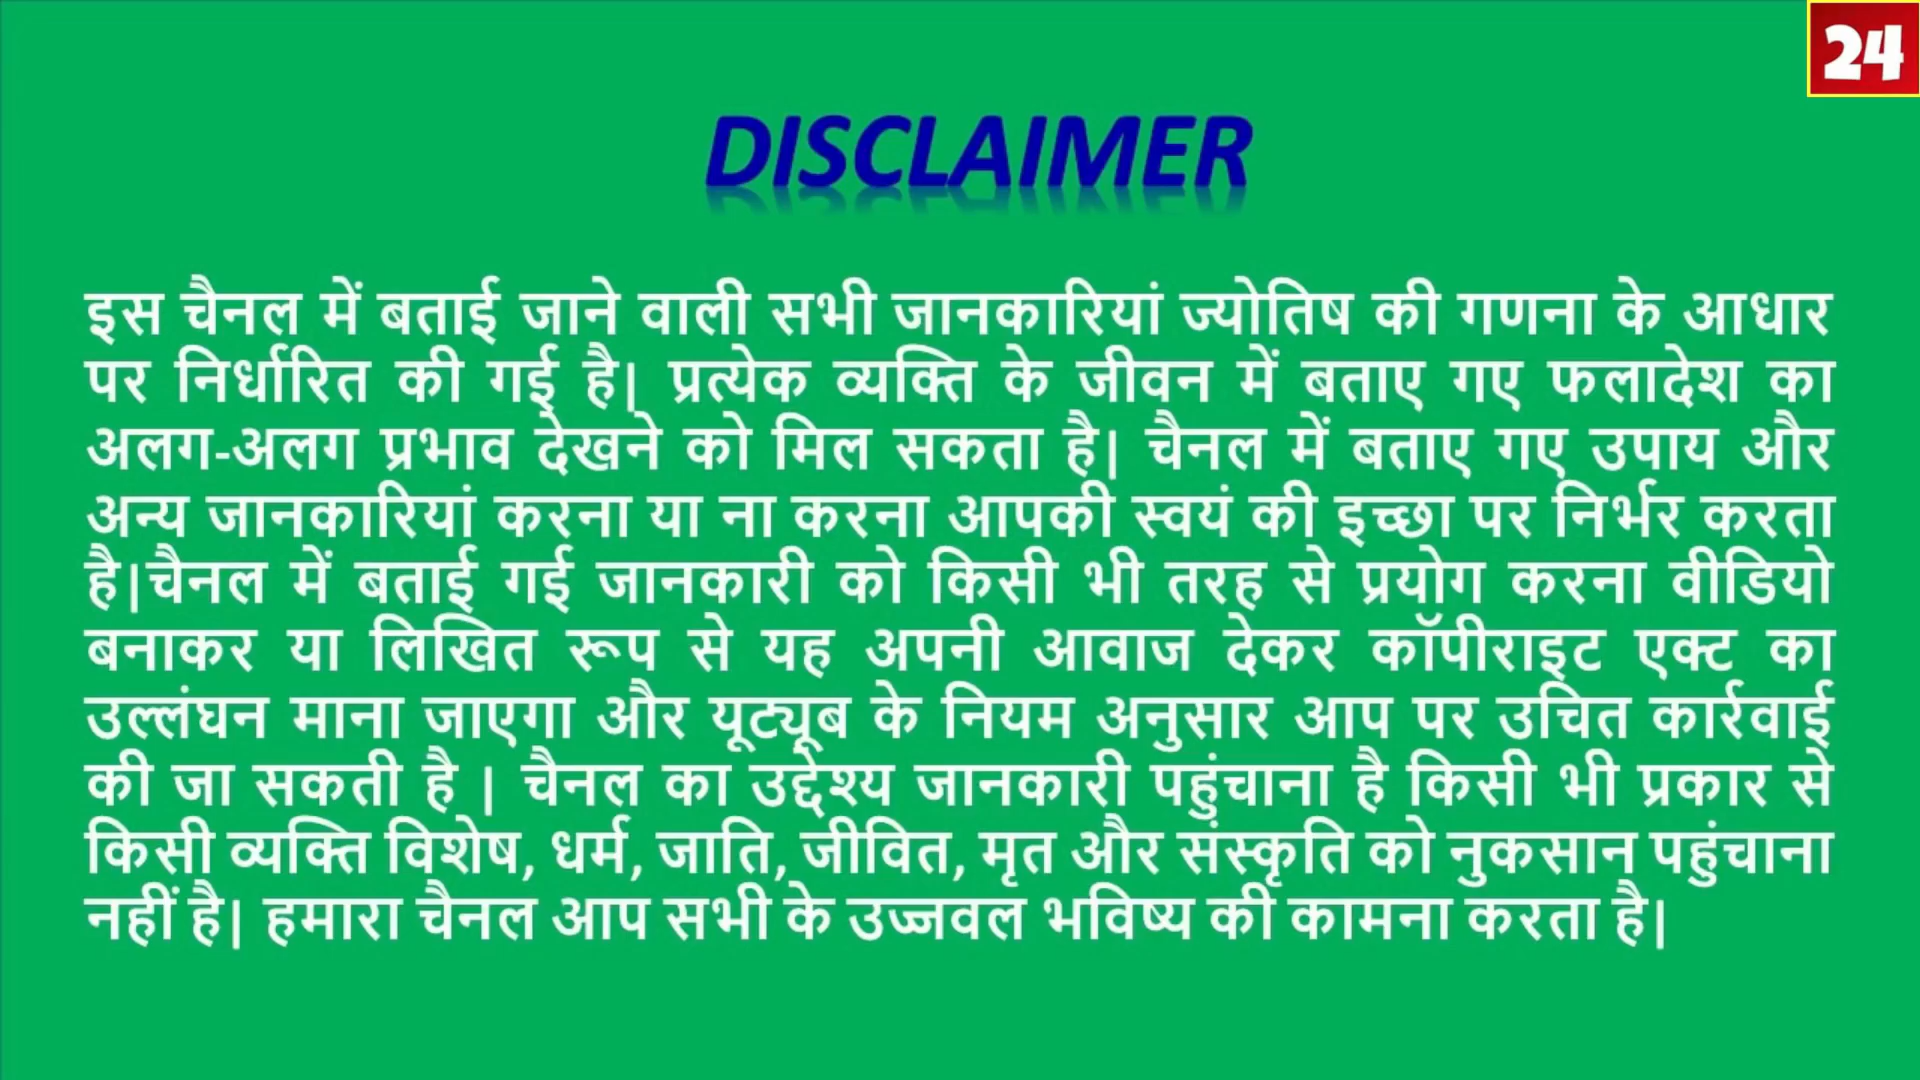 24
DISCLAIMER
इस चैनल में बताई जाने वाली सभी जानकारियां ज्योतिष की गणना के आधार
पर निर्धारित की गई है| प्रत्येक व्यक्ति के जीवन में बताए गए फलादेश का
अलग-अलग प्रभाव देखने को मिल सकता है| चैनल में बताए गए उपाय और
अन्य जानकारियां करना या ना करना आपकी स्वयं की इच्छा पर निर्भर करता
है|चैनल में बताई गई जानकारी को किसी भी तरह से प्रयोग करना वीडियो
बनाकर या लिखित रूप से यह अपनी आवाज देकर कॉपीराइट एक्ट का
उल्लंघन माना जाएगा और यूट्यूब के नियम अनुसार आप पर उचित कार्रवाई
की जा सकती है | चैनल का उद्देश्य जानकारी पहुंचाना है किसी भी प्रकार से
किसी व्यक्ति विशेष, धर्म, जाति, जीवित, मृत और संस्कृति को नुकसान पहुंचाना
नहीं है| हमारा चैनल आप सभी के उज्जवल भविष्य की कामना करता है|